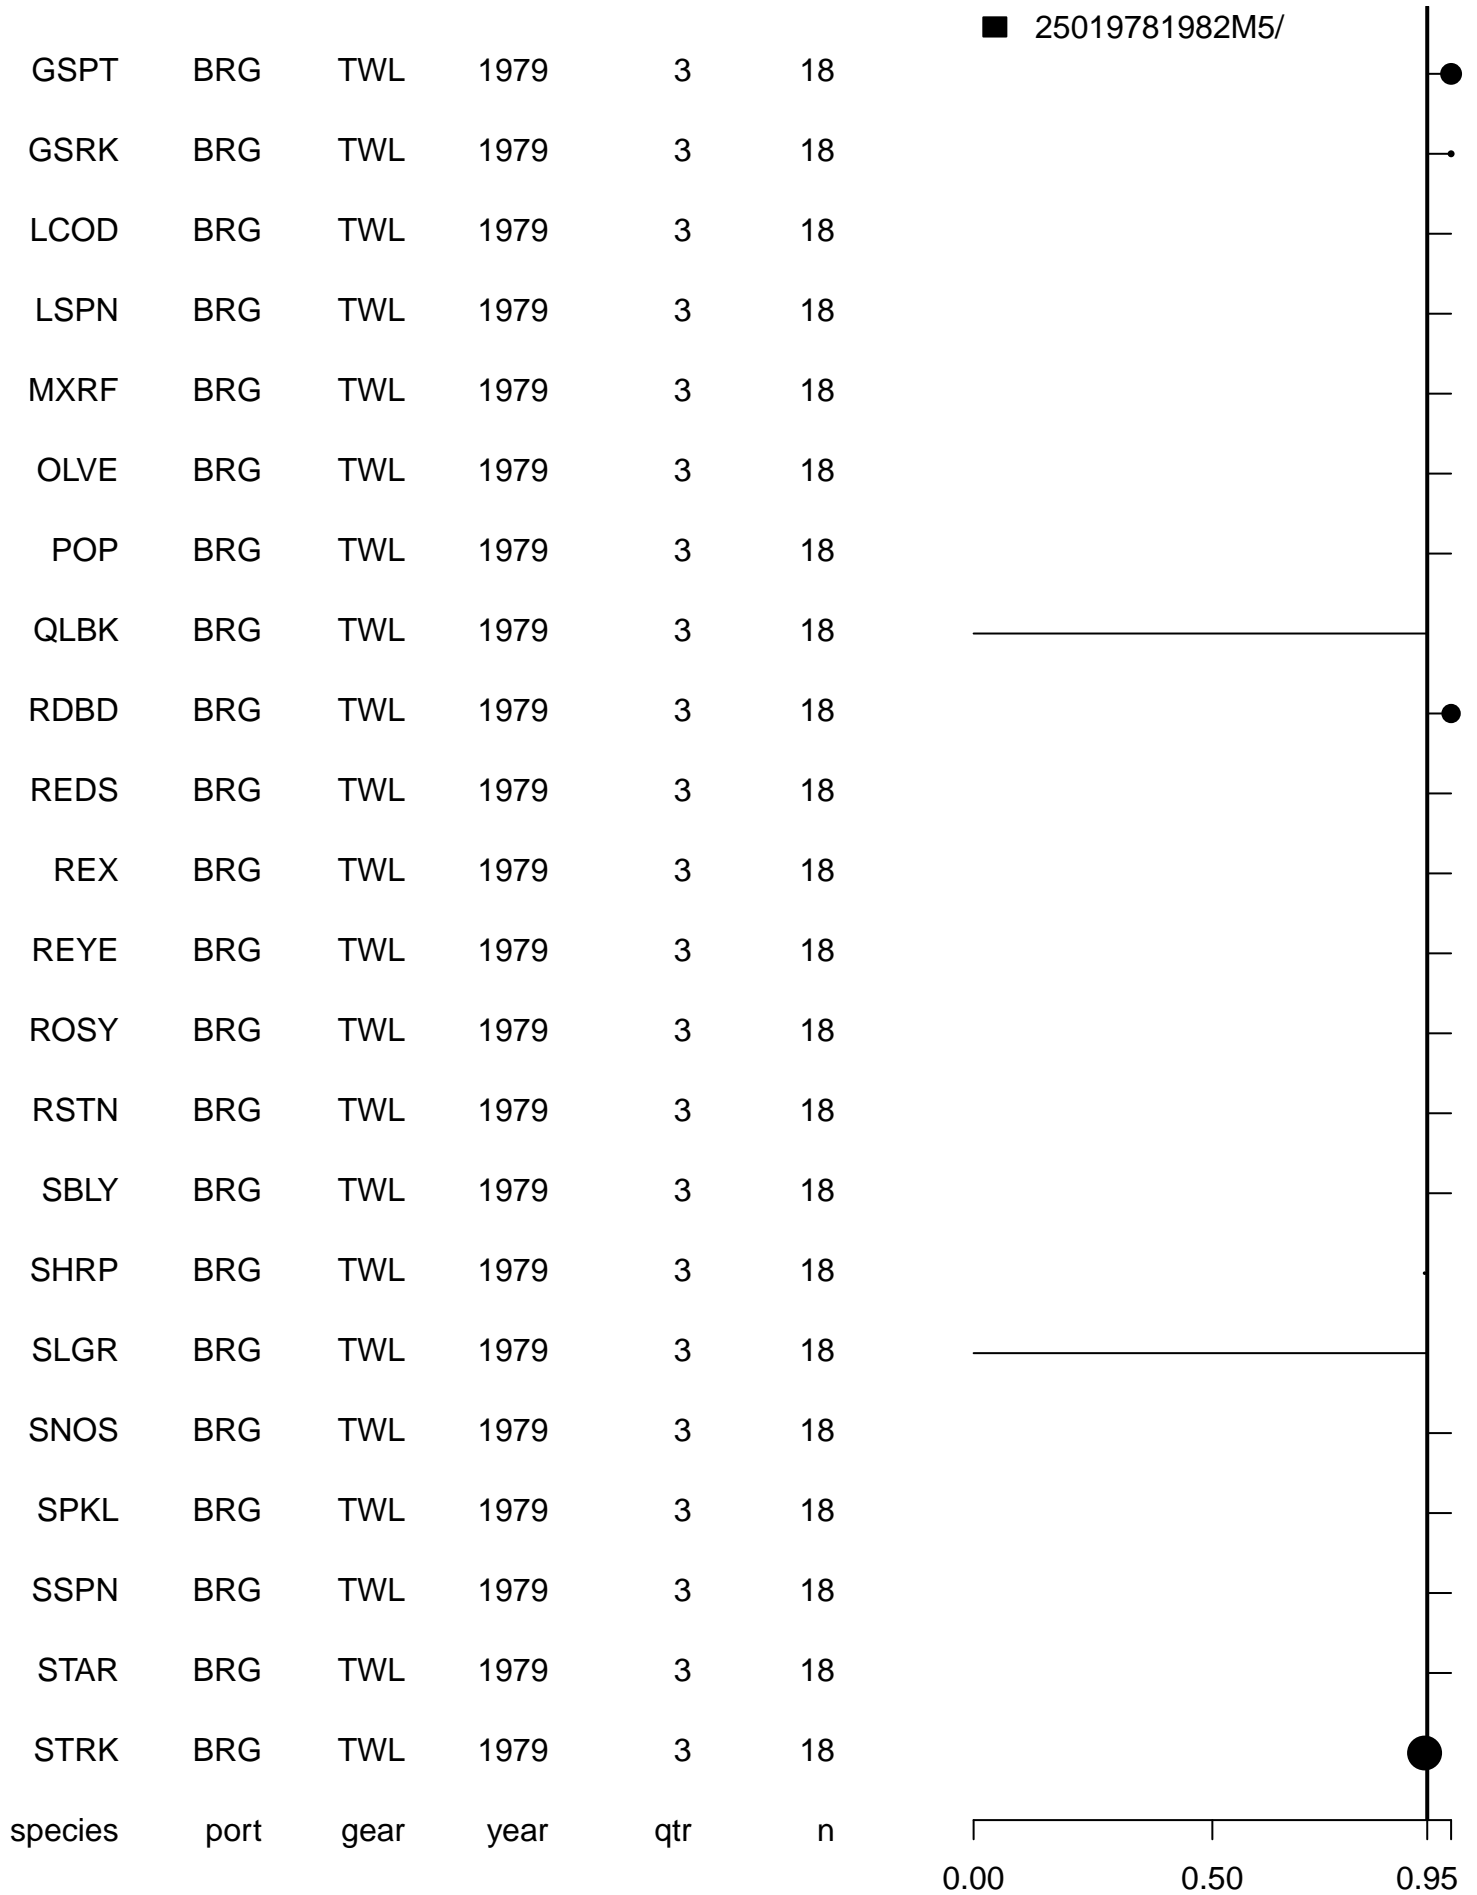 25019781982M5/
GSPT BRG TWL 1979 3 18
GSRK BRG TWL 1979 3 18
LCOD BRG TWL 1979 3 18
LSPN BRG TWL 1979 3 18
MXRF BRG TWL 1979 3 18
OLVE BRG TWL 1979 3 18
POP BRG TWL 1979 3 18
QLBK BRG TWL 1979 3 18
RDBD BRG TWL 1979 3 18
REDS BRG TWL 1979 3 18
REX BRG TWL 1979 3 18
REYE BRG TWL 1979 3 18
ROSY BRG TWL 1979 3 18
RSTN BRG TWL 1979 3 18
SBLY BRG TWL 1979 3 18
SHRP BRG TWL 1979 3 18
SLGR BRG TWL 1979 3 18
SNOS BRG TWL 1979 3 18
SPKL BRG TWL 1979 3 18
SSPN BRG TWL 1979 3 18
STAR BRG TWL 1979 3 18
STRK BRG TWL 1979 3 18
species port gear year qtr n
0.00 0.50 0.95